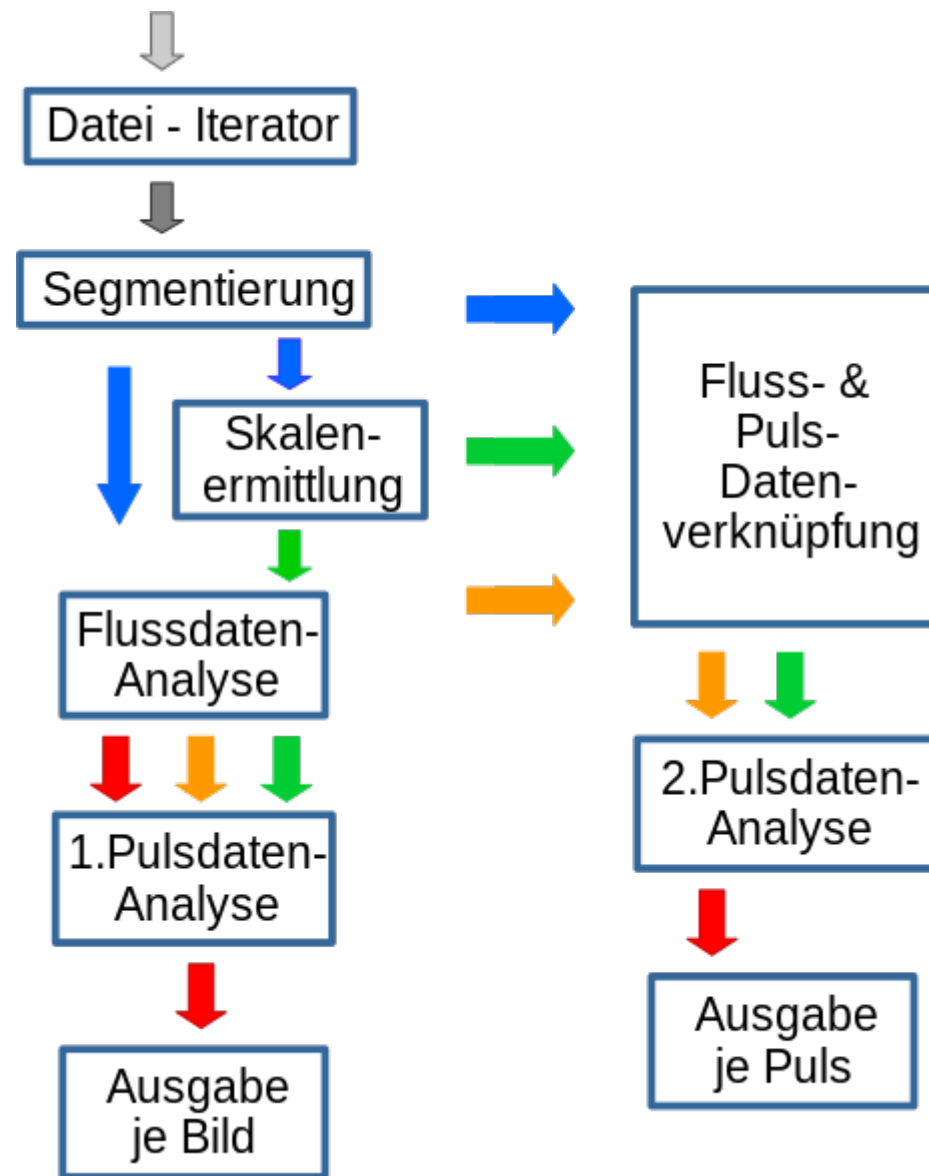 Datei - Iterator
Segmentierung
Skalen-
ermittlung
Flussdaten-
Analyse
1.Pulsdaten-
Analyse
Ausgabe
je Bild
Fluss- &
Puls-
Daten-
verknüpfung
2.Pulsdaten-
Analyse
Ausgabe
je Puls